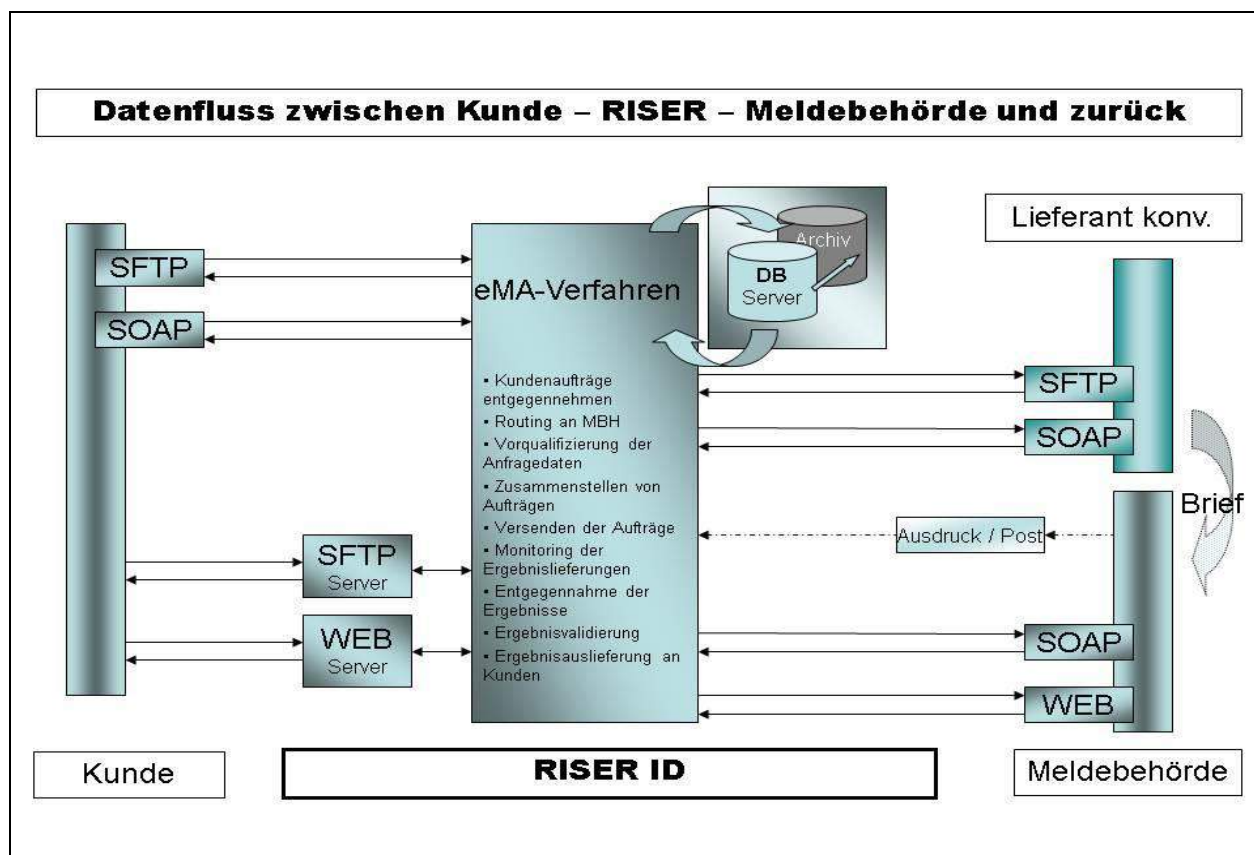 Datenfluss zwischen Kunde – RISER – Meldebehörde und zurück
Lieferant konv.
Archiv
DB
Server
SFTP
SOAP
eMA-Verfahren
▪ Kundenaufträge
entgegennehmen
▪ Routing an MBH
▪ Vorqualifizierung der
Anfragedaten
▪ Zusammenstellen von
Aufträgen
▪ Versenden der Aufträge
▪ Monitoring der
Ergebnislieferungen
▪ Entgegennahme der
Ergebnisse
▪ Ergebnisvalidierung
▪ Ergebnisauslieferung an
Kunden
SFTP
SOAP
Brief
Ausdruck / Post
SFTP
Server
WEB
Server
SOAP
WEB
Kunde
RISER ID
Meldebehörde